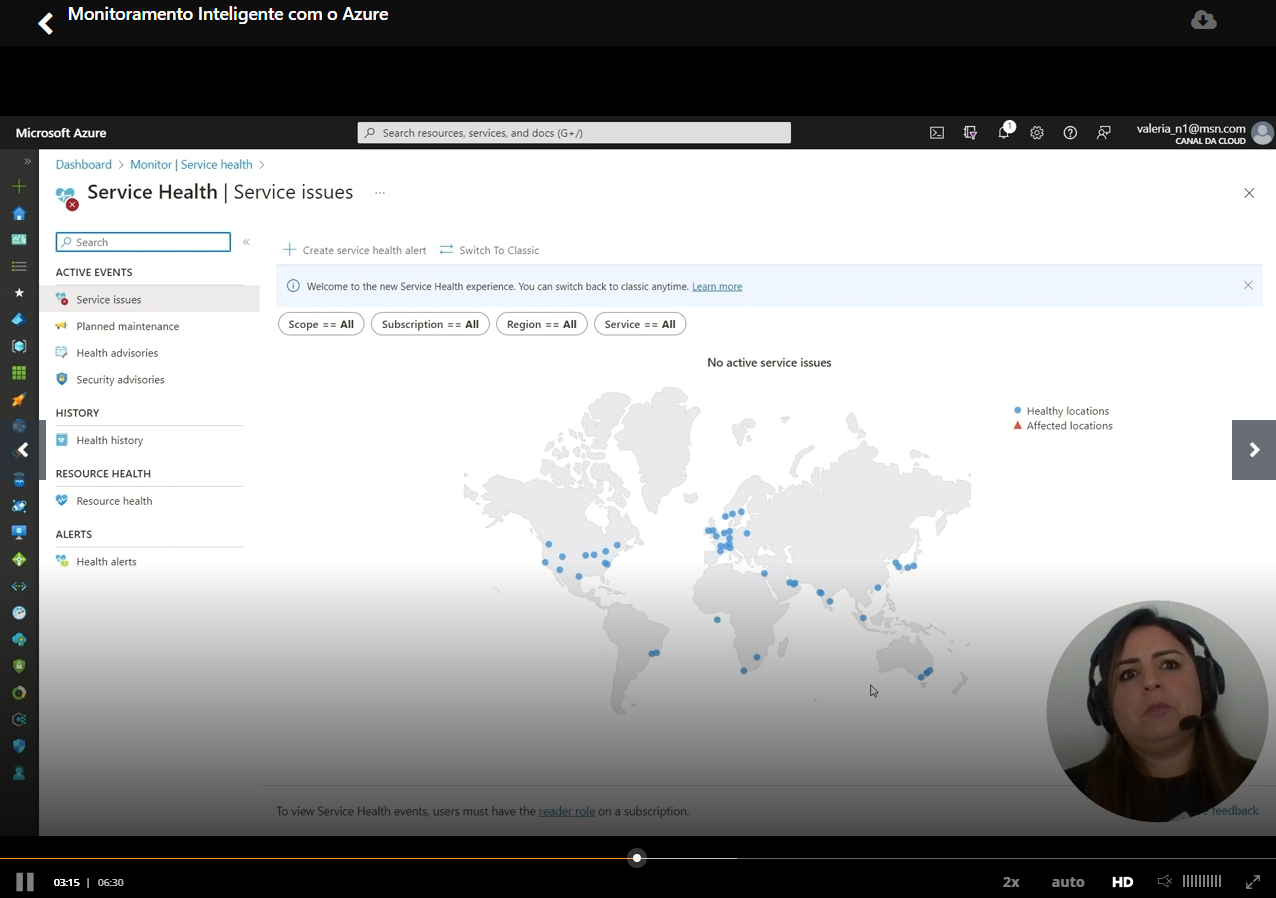 Monitoramento Inteligente com o Azure
Microsoft Azure
Search resources, services, and docs (G+/)
1
valeria_n1@msn.com
CANAL DA CLOUD
Dashboard > Monitor | Service health >
Service Health | Service issues ...
Search
ACTIVE EVENTS
Service issues
Planned maintenance
Health advisories
Security advisories
HISTORY
Health history
RESOURCE HEALTH
Resource health
ALERTS
Health alerts
Create service health alert
Switch To Classic
Welcome to the new Service Health experience. You can switch back to classic anytime. Learn more
Scope == All
Subscription == All
Region == All
Service == All
No active service issues
Healthy locations
Affected locations
To view Service Health events, users must have the reader role on a subscription.
feedback
03:15 | 06:30
2x
auto
HD